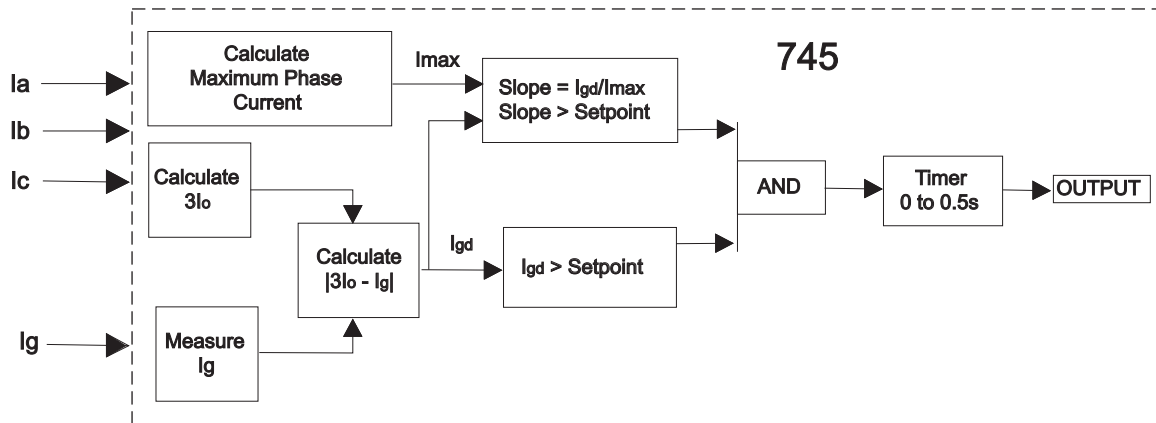 745
Calculate
Maximum Phase
Current
Imax
Slope = Igd/Imax
Slope > Setpoint
Ia
Ib
Ic
Calculate
3Io
AND
Timer
0 to 0.5s
OUTPUT
Calculate
|3Io - Ig|
Igd
Igd > Setpoint
Ig
Measure
Ig